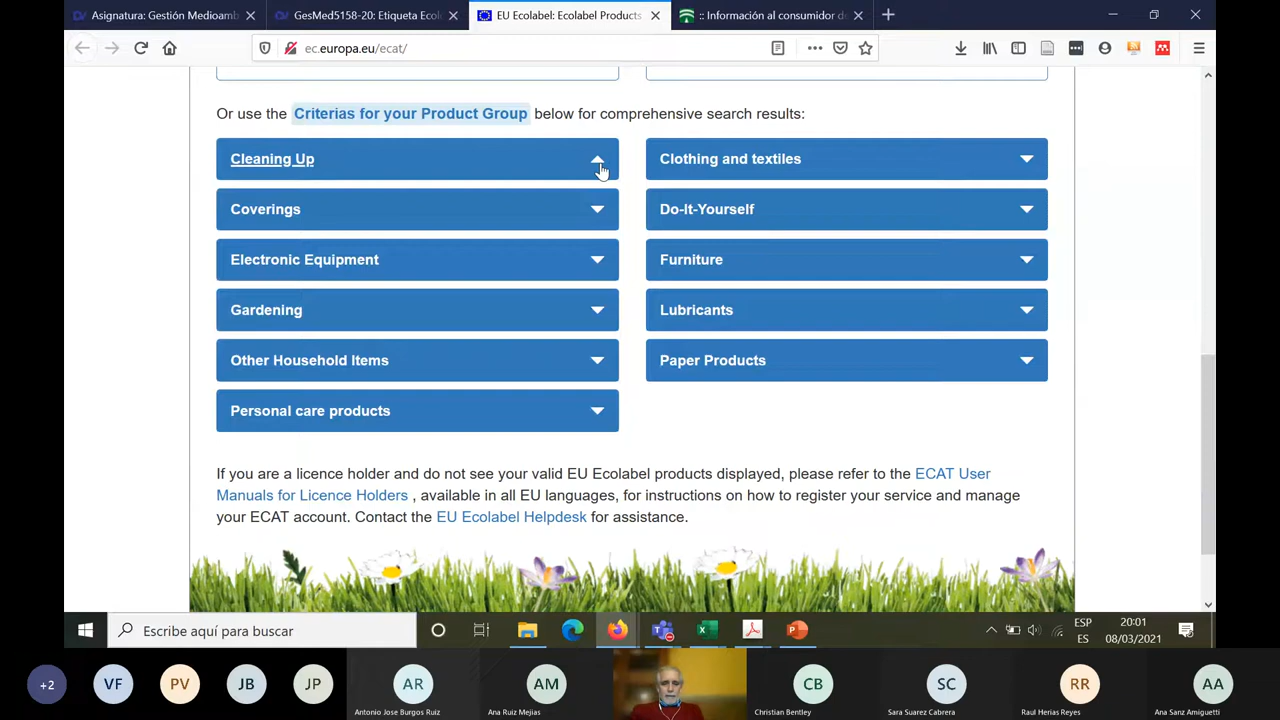 Asignatura: Gestión Medioamb
GesMed5158-20: Etiqueta Ecol
EU Ecolabel: Ecolabel Products
:: Información al consumidor d
ec.europa.eu/ecat/
Or use the Criterias for your Product Group below for comprehensive search results:
Cleaning Up
Clothing and textiles
Coverings
Do-It-Yourself
Electronic Equipment
Furniture
Gardening
Lubricants
Other Household Items
Paper Products
Personal care products
If you are a licence holder and do not see your valid EU Ecolabel products displayed, please refer to the ECAT User
Manuals for Licence Holders , available in all EU languages, for instructions on how to register your service and manage
your ECAT account. Contact the EU Ecolabel Helpdesk for assistance.
Escribe aquí para buscar
ESP
ES
20:01
08/03/2021
+2
VF
PV
JB
JP
AR
AM
CB
SC
RR
AA
Antonio Jose Burgos Ruiz
Ana Ruiz Mejias
Christian Bentley
Sara Suarez Cabrera
Raul Herias Reyes
Ana Sanz Amiguetti